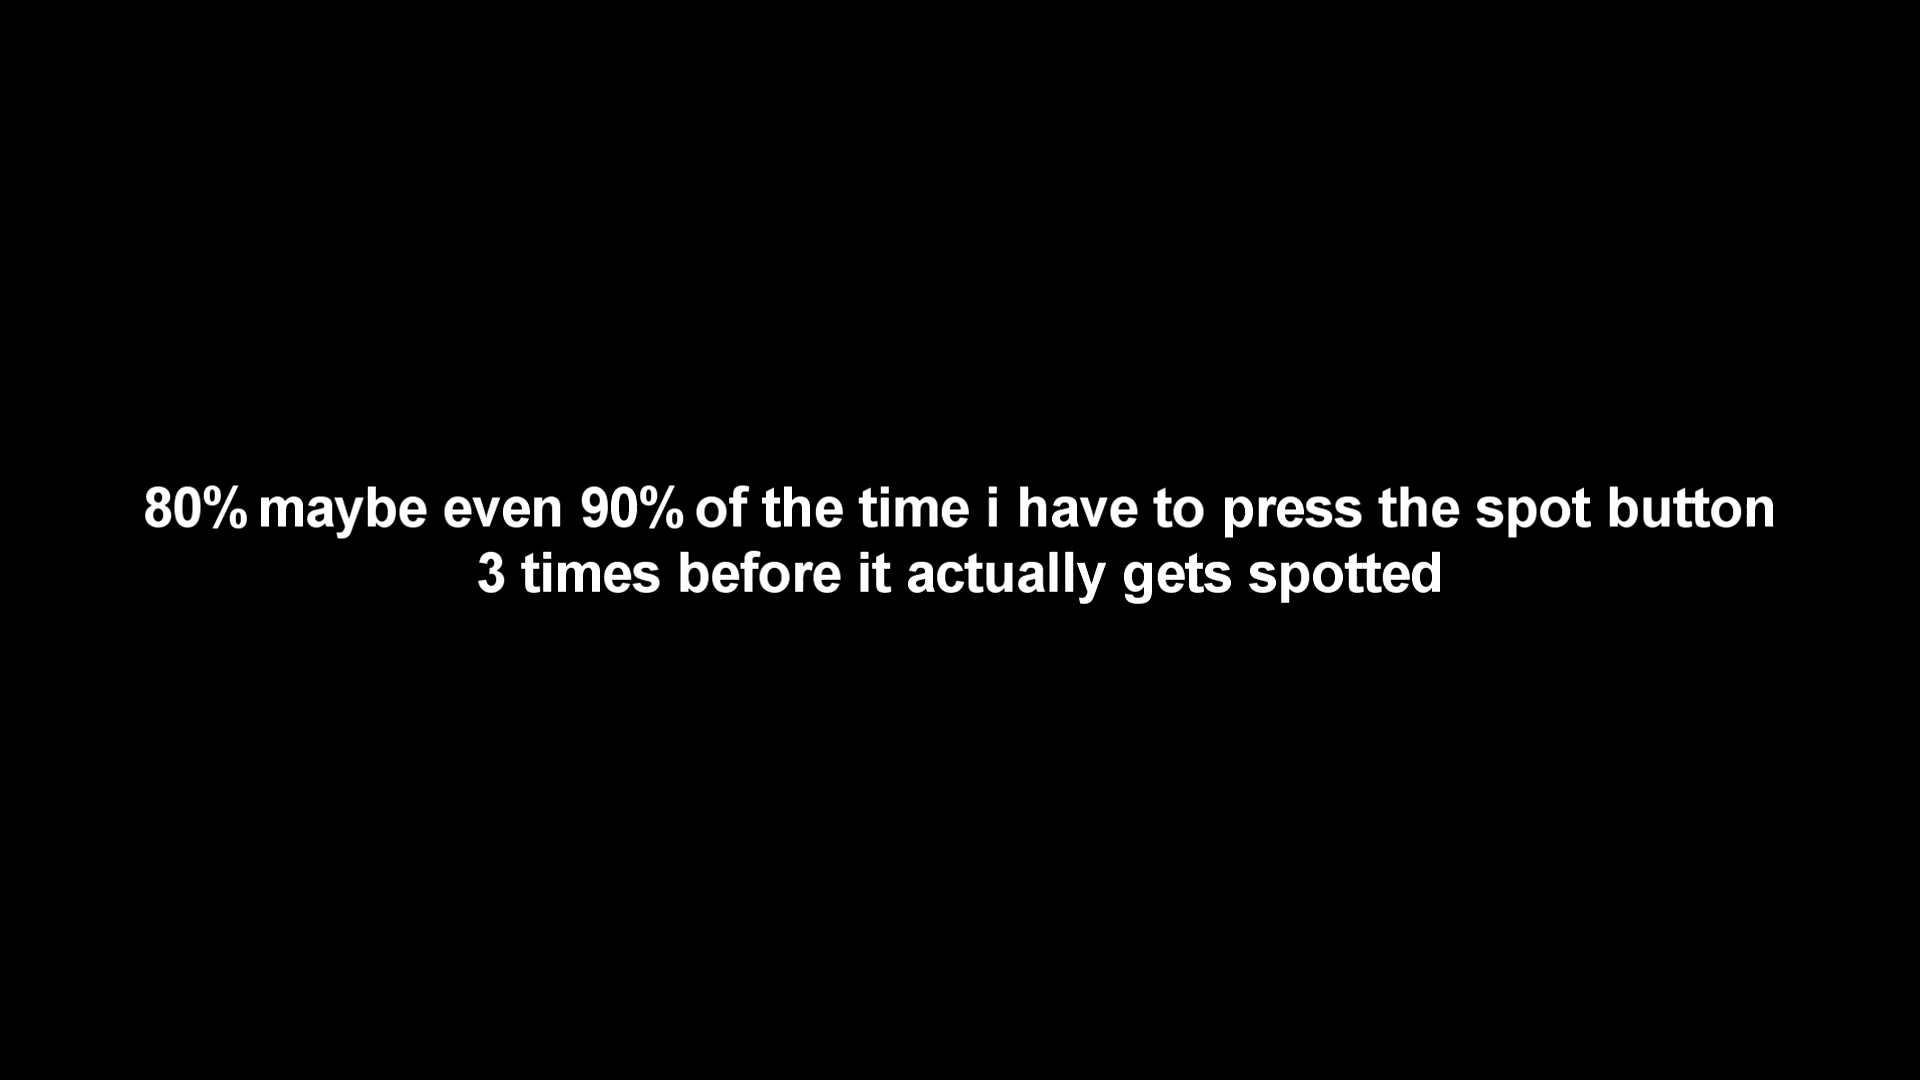 80% maybe even 90% of the time i have to press the spot button
3 times before it actually gets spotted